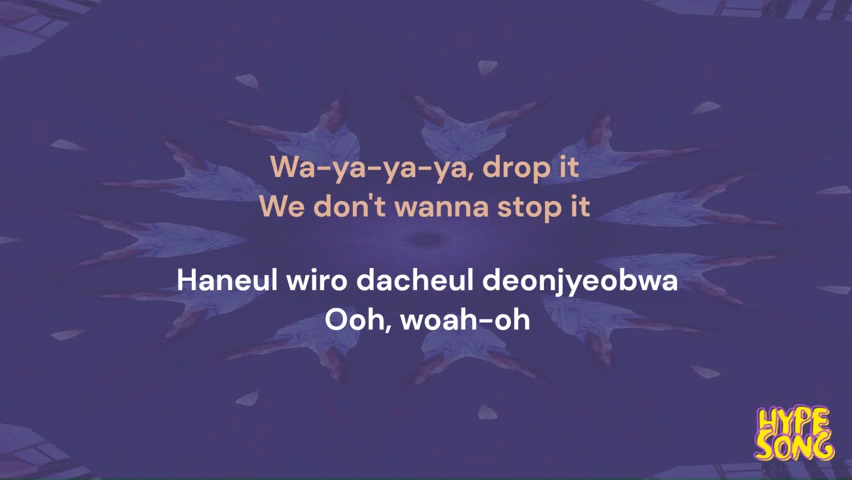 Wa-ya-ya-ya, drop it
We don't wanna stop it
Haneul wiro dacheul deonjyeobwa
Ooh, woah-oh
HYPE
SONG